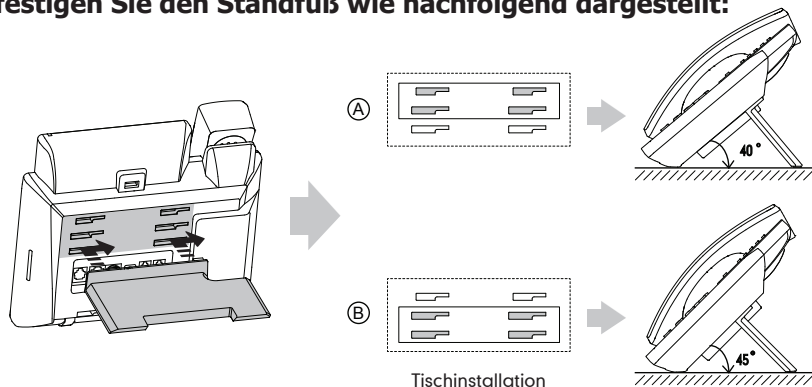 festigen Sie den Standfuß wie nachfolgend dargestellt:
A
40°
B
45°
Tischinstallation